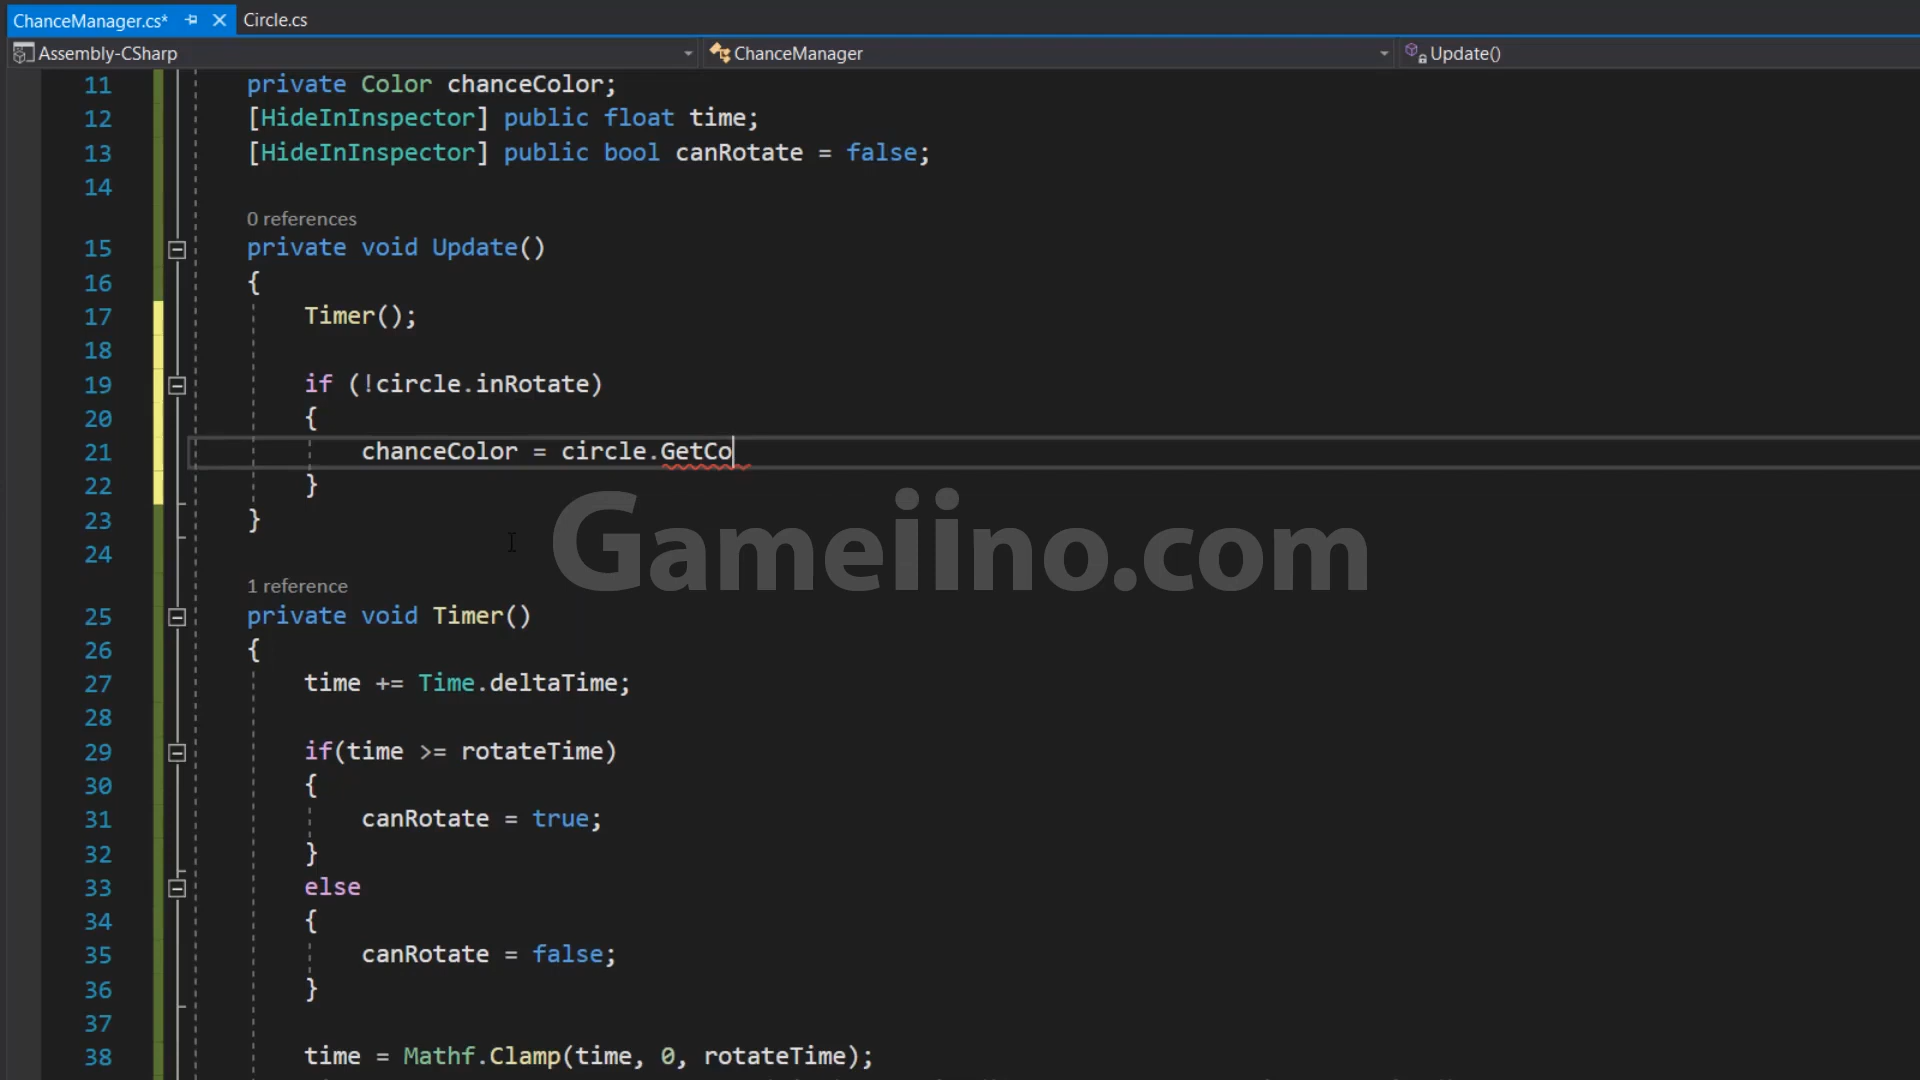 ChanceManager.cs* Circle.cs
Assembly-CSharp ChanceManager Update()
11 private Color chanceColor;
12 [HideInInspector] public float time;
13 [HideInInspector] public bool canRotate = false;
14
0 references
15 private void Update()
16 {
17 Timer();
18
19 if (!circle.inRotate)
20 {
21 chanceColor = circle.GetCo
22 }
23 }
24
Gameiino.com
1 reference
25 private void Timer()
26 {
27 time += Time.deltaTime;
28
29 if(time >= rotateTime)
30 {
31 canRotate = true;
32 }
33 else
34 {
35 canRotate = false;
36 }
37
38 time = Mathf.Clamp(time, 0, rotateTime);